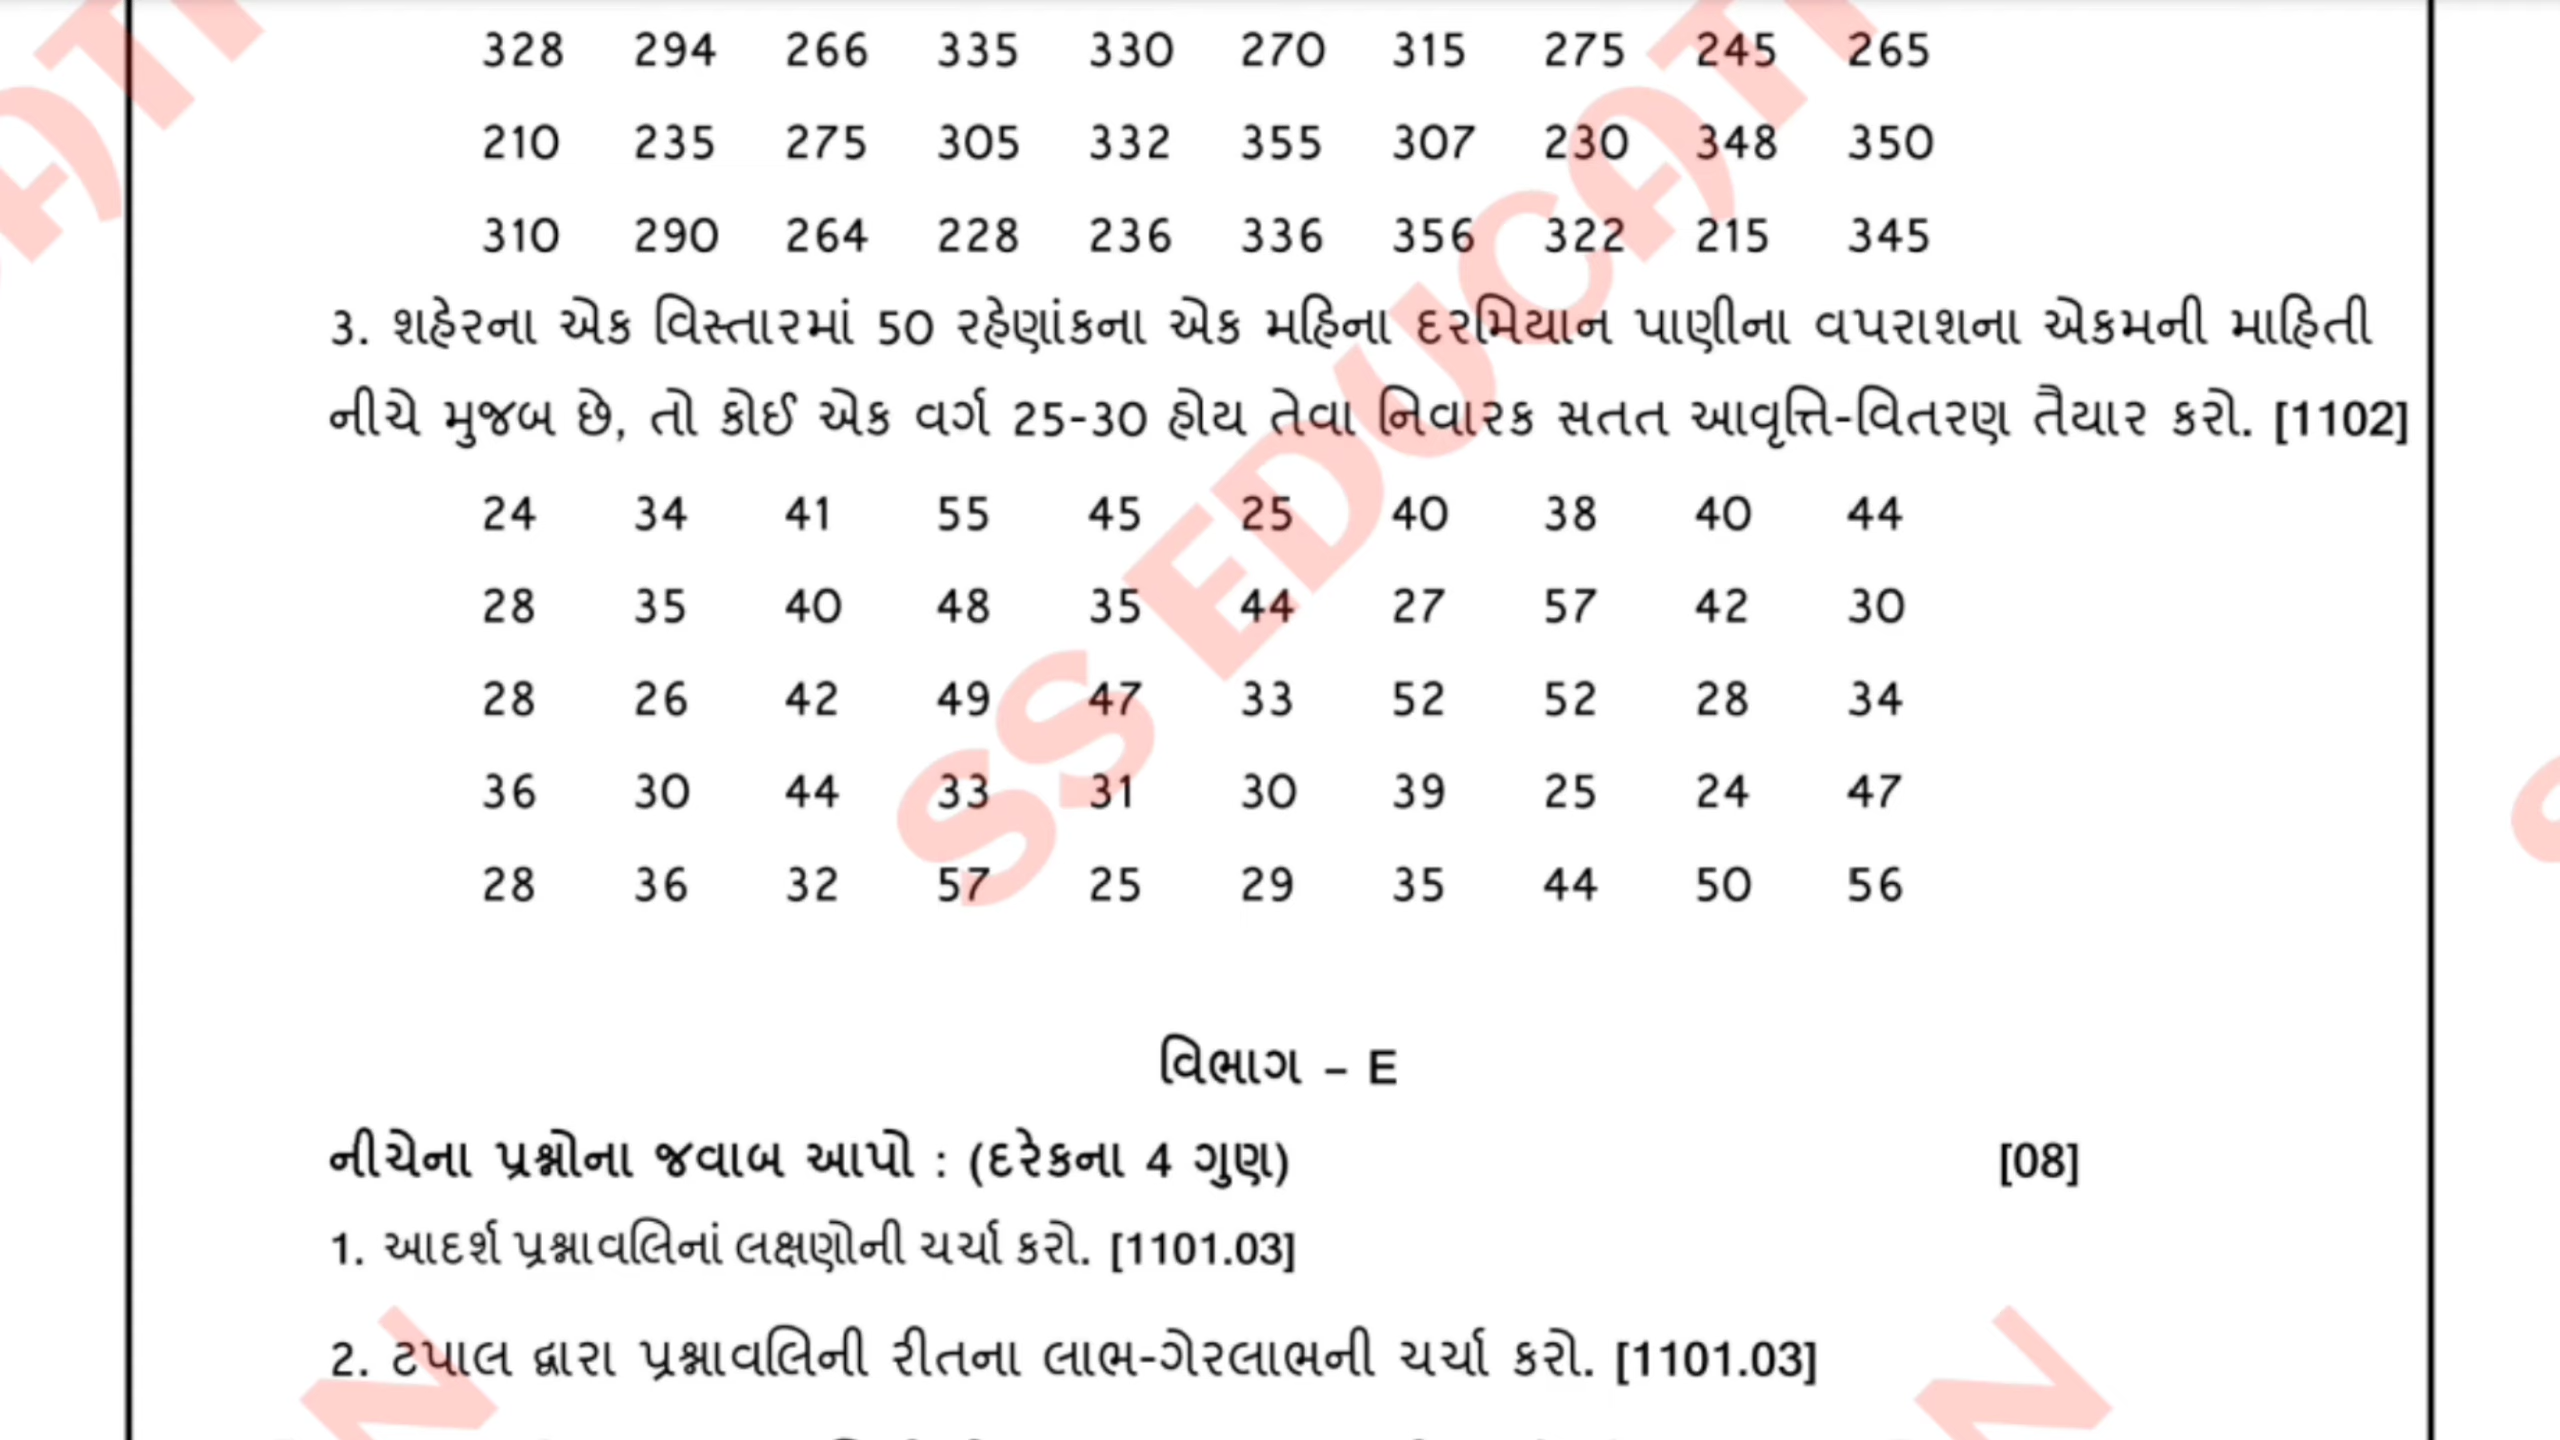 328 294 266 335 330 270 315 275 245 265
210 235 275 305 332 355 307 230 348 350
310 290 264 228 236 336 356 322 215 345
3. શહેરના એક વિસ્તારમાં 50 રહેણાંકના એક મહિના દરમિયાન પાણીના વપરાશના એકમની માહિતી
નીચે મુજબ છે, તો કોઈ એક વર્ગ 25-30 હોય તેવા નિવારક સતત આવૃત્તિ-વિતરણ તૈયાર કરો. [1102]
24 34 41 55 45 25 40 38 40 44
28 35 40 48 35 44 27 57 42 30
28 26 42 49 47 33 52 52 28 34
36 30 44 33 31 30 39 25 24 47
28 36 32 57 25 29 35 44 50 56
SS EDUCATI
વિભાગ – E
નીચેના પ્રશ્નોના જવાબ આપો : (દરેકના 4 ગુણ) [08]
1. આદર્શ પ્રશ્નાવલિનાં લક્ષણોની ચર્ચા કરો. [1101.03]
2. ટપાલ દ્વારા પ્રશ્નાવલિની રીતના લાભ-ગેરલાભની ચર્ચા કરો. [1101.03]